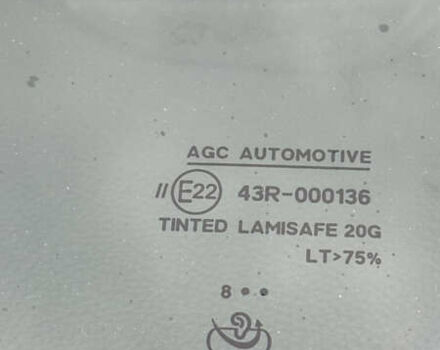 AGC AUTOMOTIVE
// E22 43R-000136
TINTED LAMISAFE 20G
LT>75%
8 • •